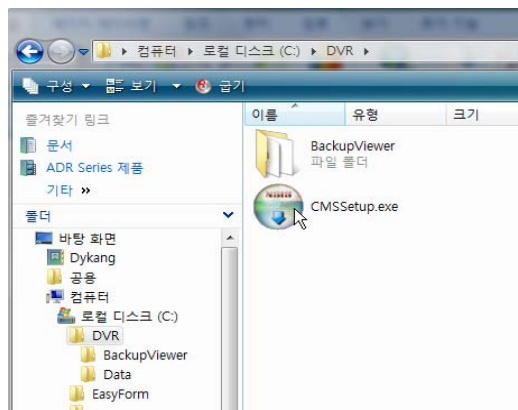 컴퓨터 ▸ 로컬 디스크 (C:) ▸ DVR ▸
구성 보기 굽기
즐겨찾기 링크
문서
ADR Series 제품
기타 »
폴더
바탕 화면
Dykang
공용
컴퓨터
로컬 디스크 (C:)
DVR
BackupViewer
Data
EasyForm
이름 유형 크기
BackupViewer
파일 폴더
CMSSetup.exe